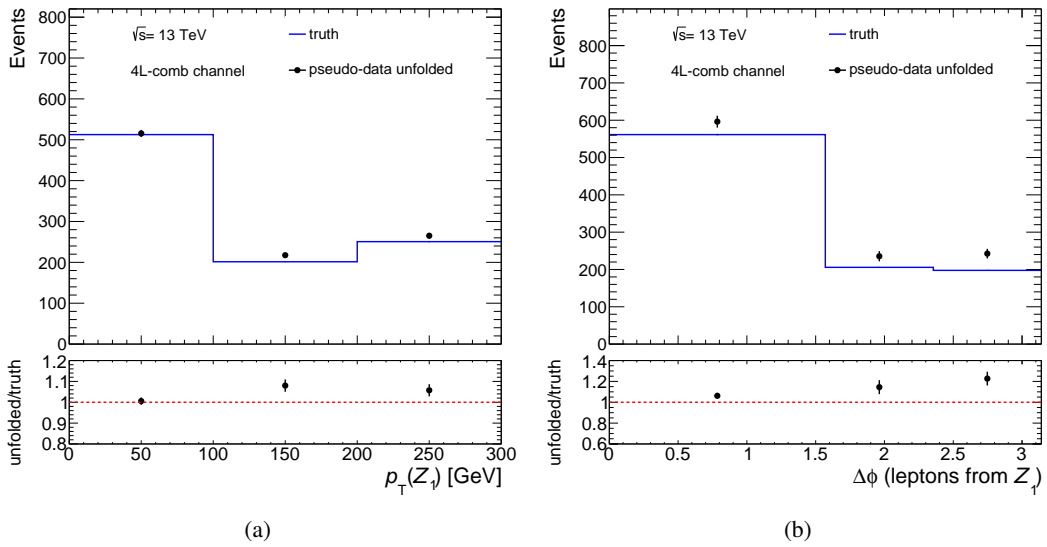 Events
800
700
600
500
400
300
200
100
0
√s= 13 TeV
truth
4L-comb channel
pseudo-data unfolded
unfolded/truth
1.2
1.1
1
0.9
0.8
0 50 100 150 200 250 300
p_T(Z_1) [GeV]
(a)
Events
800
700
600
500
400
300
200
100
0
√s= 13 TeV
truth
4L-comb channel
pseudo-data unfolded
unfolded/truth
1.4
1.2
1
0.8
0.6
0 0.5 1 1.5 2 2.5 3
Δϕ (leptons from Z_1)
(b)